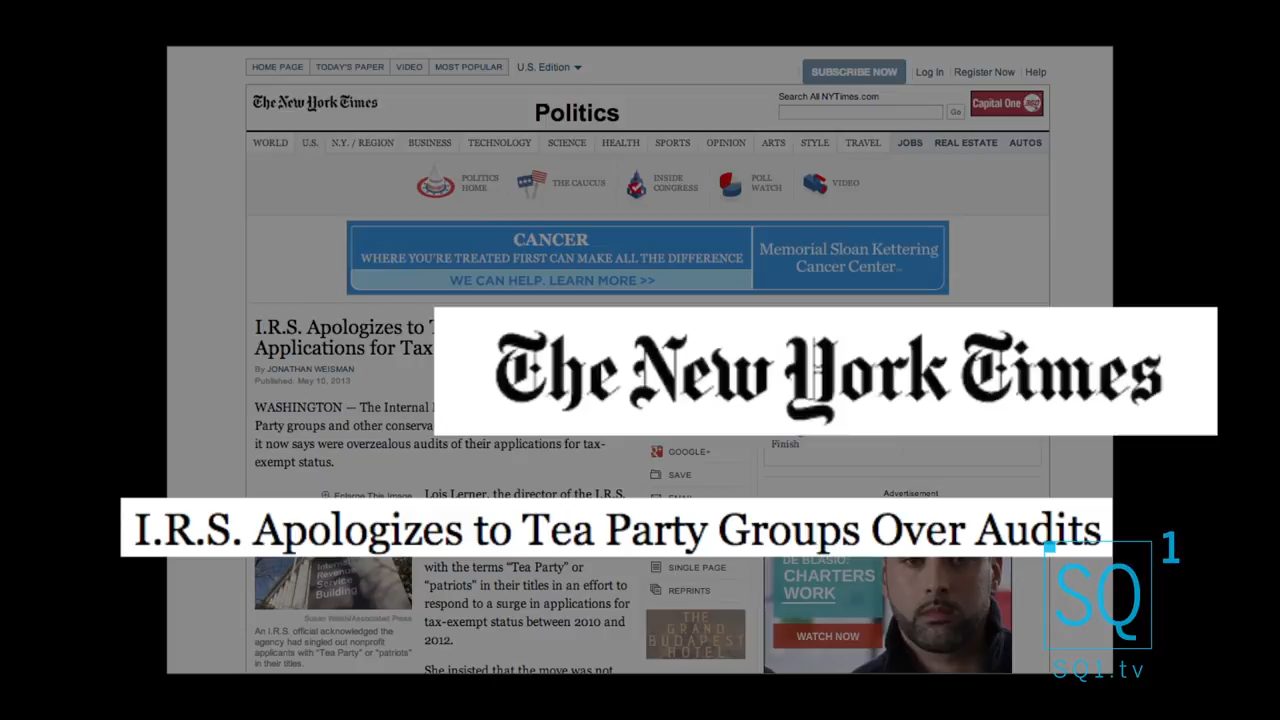 HOME PAGE TODAY'S PAPER VIDEO MOST POPULAR U.S. Edition
SUBSCRIBE NOW Log In Register Now Help
The New York Times
Politics
Search All NYTimes.com
Go
Capital One 360
WORLD U.S. N.Y. / REGION BUSINESS TECHNOLOGY SCIENCE HEALTH SPORTS OPINION ARTS STYLE TRAVEL JOBS REAL ESTATE AUTOS
POLITICS
HOME
THE CAUCUS
INSIDE
CONGRESS
POLL
WATCH
VIDEO
CANCER
WHERE YOU'RE TREATED FIRST CAN MAKE ALL THE DIFFERENCE
WE CAN HELP. LEARN MORE >>
Memorial Sloan Kettering
Cancer Center
I.R.S. Apologizes to
Applications for Tax
By JONATHAN WEISMAN
Published: May 10, 2013
The New York Times
WASHINGTON — The Internal
Party groups and other
it now says were overzealous audits of their applications for tax-
exempt status.
GOOGLE+
SAVE
Finish
Advertisement
Enlarge This Image
Lois Lerner, the director of the I.R.S.
I.R.S. Apologizes to Tea Party Groups Over Audits
Internal
Revenue
Service
Building
Susan Walsh/Associated Press
An I.R.S. official acknowledged the
agency had singled out nonprofit
applicants with "Tea Party" or "patriots"
in their titles.
with the terms “Tea Party” or
“patriots” in their titles in an effort to
respond to a surge in applications for
tax-exempt status between 2010 and
2012.
She insisted that the move was not
SINGLE PAGE
REPRINTS
THE
GRAND
BUDAPEST
HOTEL
DE BLASIO:
CHARTERS
WORK
WATCH NOW
SQ 1
SQ1.tv